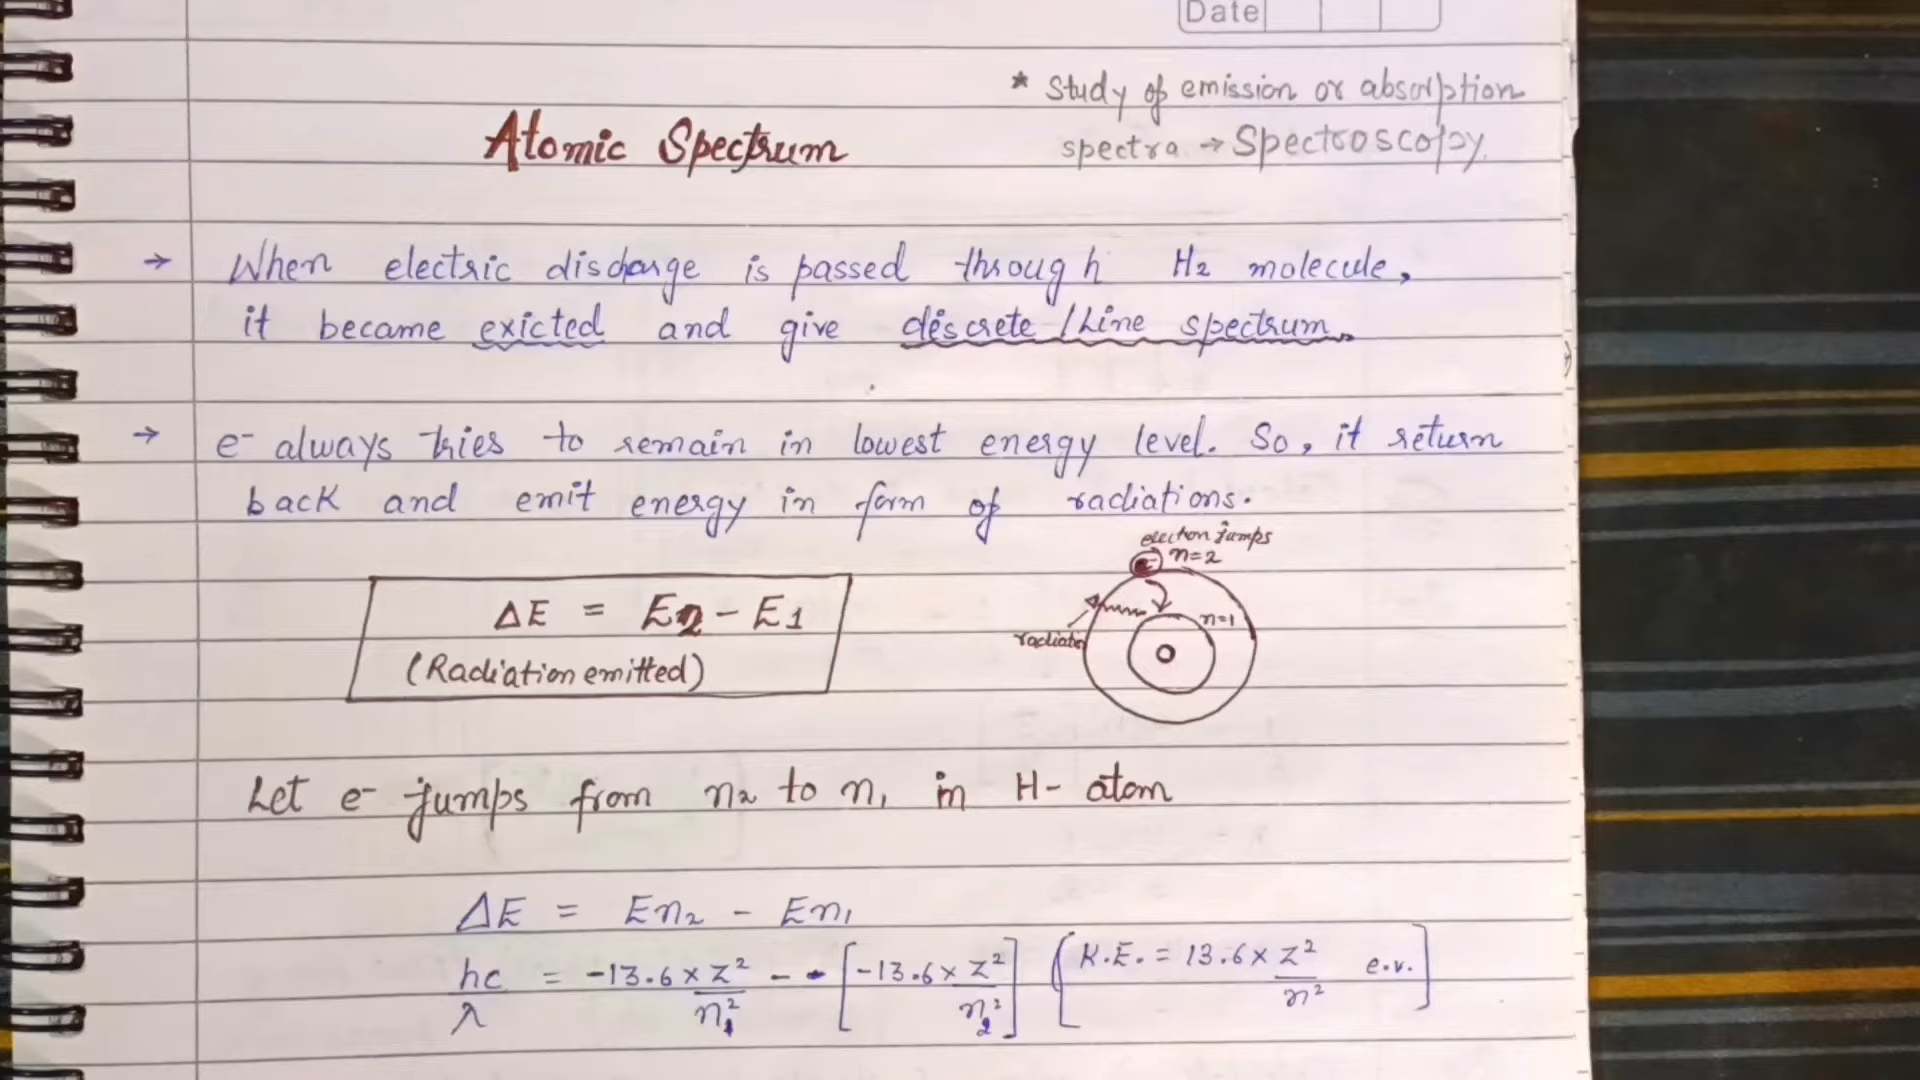 Date
* Study of emission or absorption
spectra → Spectroscopy.
Atomic Spectrum
→ When electric discharge is passed through H₂ molecule,
it became exicted and give discrete / Line spectrum.
→ e⁻ always tries to remain in lowest energy level. So, it return
back and emit energy in form of radiations.
electron jumps
e⁻ n=2
n=1
radiatio
ΔE = E₂ - E₁
(Radiation emitted)
Let e⁻ jumps from n₂ to n₁ in H- atom
ΔE = En₂ - En₁
hc/λ = -13.6 × Z²/n₁² - - [-13.6 × Z²/n₂²] [K.E. = 13.6 × Z²/n² e.v.]